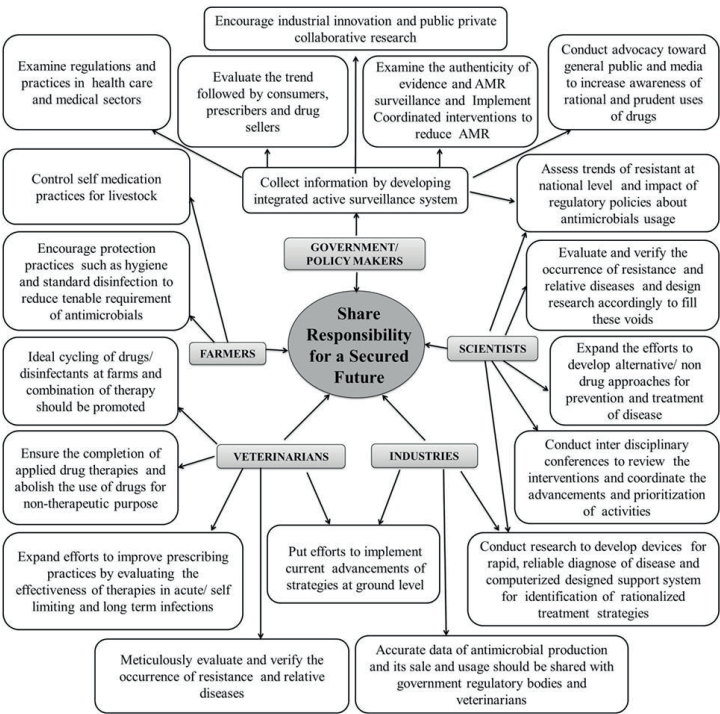 Encourage industrial innovation and public private
collaborative research
Examine regulations and
practices in health care
and medical sectors
Evaluate the trend
followed by consumers,
prescribers and drug
sellers
Examine the authenticity of
evidence and AMR
surveillance and Implement
Coordinated interventions to
reduce AMR
Conduct advocacy toward
general public and media
to increase awareness of
rational and prudent uses
of drugs
Control self medication
practices for livestock
Collect information by developing
integrated active surveillance system
Assess trends of resistant at
national level and impact of
regulatory policies about
antimicrobials usage
GOVERNMENT/
POLICY MAKERS
Encourage protection
practices such as hygiene
and standard disinfection to
reduce tenable requirement
of antimicrobials
Evaluate and verify the
occurrence of resistance and
relative diseases and design
research accordingly to fill
these voids
Share
Responsibility
for a Secured
Future
FARMERS
SCIENTISTS
Ideal cycling of drugs/
disinfectants at farms and
combination of therapy
should be promoted
Expand the efforts to
develop alternative/ non
drug approaches for
prevention and treatment
of disease
VETERINARIANS
INDUSTRIES
Ensure the completion of
applied drug therapies and
abolish the use of drugs for
non-therapeutic purpose
Conduct inter disciplinary
conferences to review the
interventions and coordinate the
advancements and prioritization
of activities
Expand efforts to improve prescribing
practices by evaluating the
effectiveness of therapies in acute/ self
limiting and long term infections
Put efforts to implement
current advancements of
strategies at ground level
Conduct research to develop devices for
rapid, reliable diagnose of disease and
computerized designed support system
for identification of rationalized
treatment strategies
Meticulously evaluate and verify the
occurrence of resistance and relative
diseases
Accurate data of antimicrobial production
and its sale and usage should be shared with
government regulatory bodies and
veterinarians